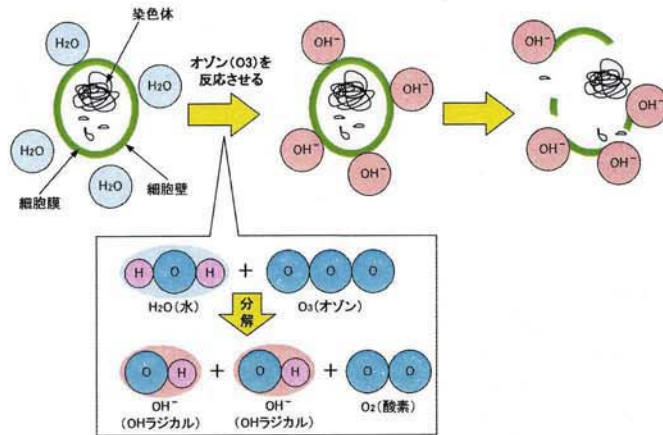 染色体
H2O
H2O
H2O
H2O
細胞膜
細胞壁
オゾン(O3)を
反応させる
OH−
OH−
OH−
OH−
OH−
OH−
OH−
OH−
H O H + O O O
H2O(水)
O3(オゾン)
分
解
O H + O H + O O
OH−
(OHラジカル)
OH−
(OHラジカル)
O2(酸素)